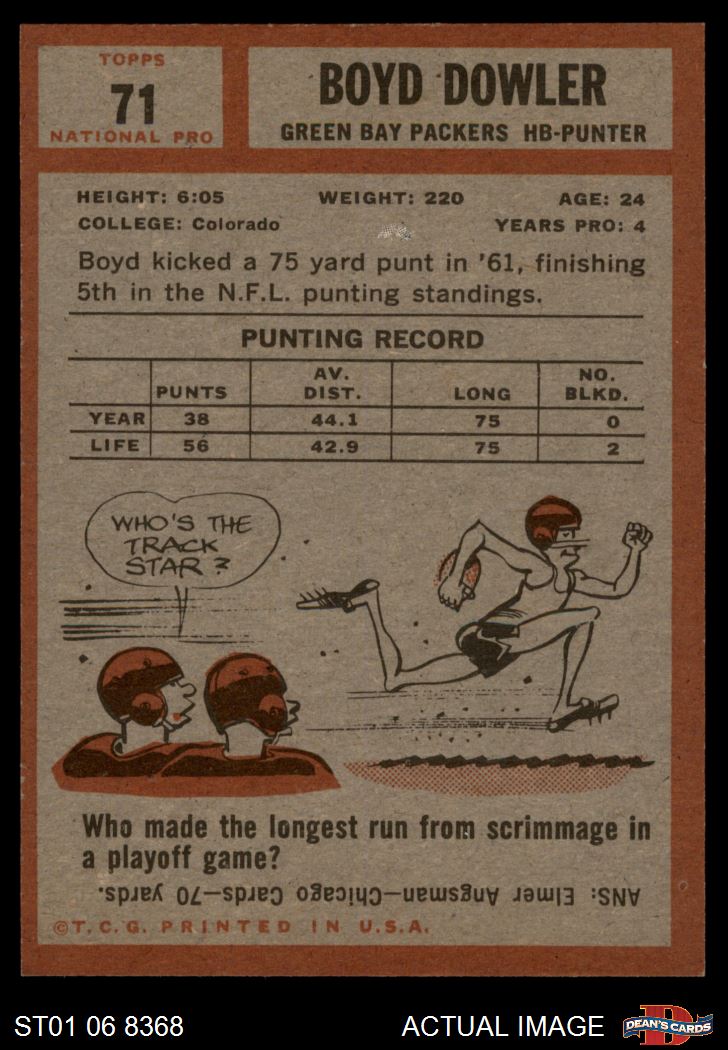 TOPPS
71
NATIONAL PRO
BOYD DOWLER
GREEN BAY PACKERS HB-PUNTER
HEIGHT: 6:05 WEIGHT: 220 AGE: 24
COLLEGE: Colorado YEARS PRO: 4
Boyd kicked a 75 yard punt in '61, finishing
5th in the N.F.L. punting standings.
PUNTING RECORD
PUNTS AV. DIST. LONG NO. BLKD.
YEAR 38 44.1 75 0
LIFE 56 42.9 75 2
WHO'S THE
TRACK
STAR?
Who made the longest run from scrimmage in
a playoff game?
ANS: Elmer Angsman—Chicago Cards—70 yards.
©T.C.G. PRINTED IN U.S.A.
ST01 06 8368 ACTUAL IMAGE
D
DEAN'S CARDS